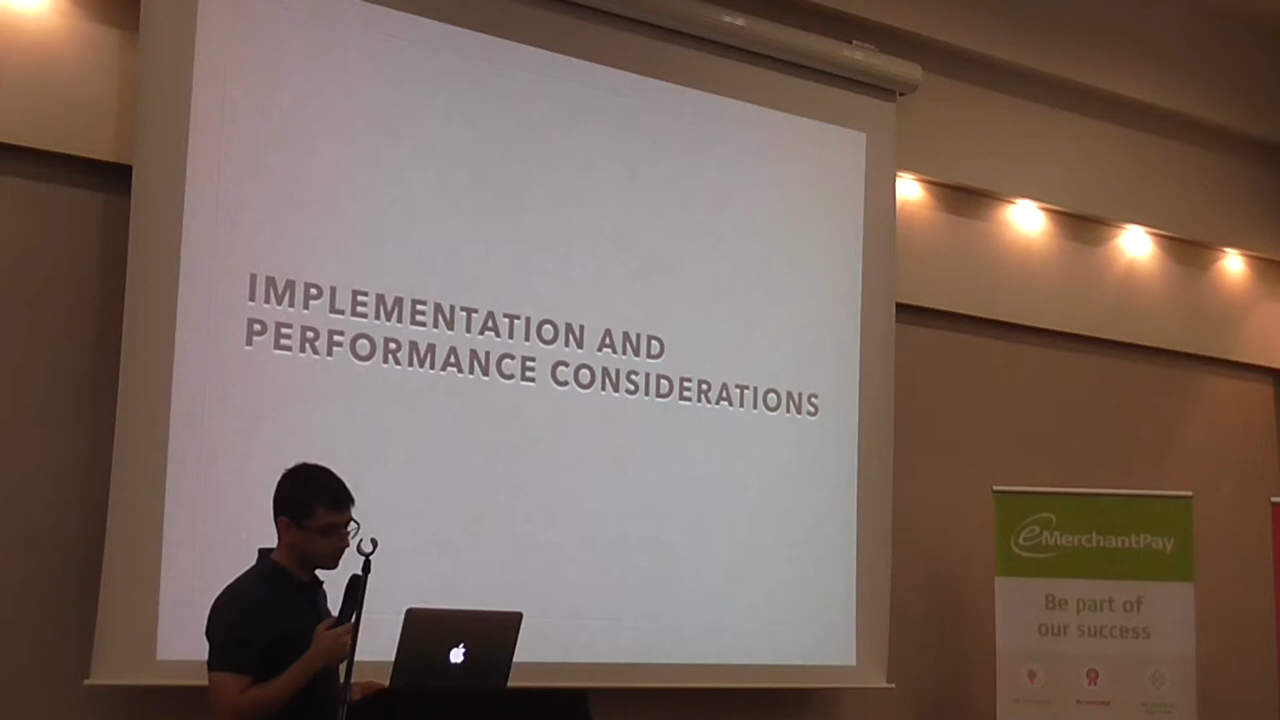 IMPLEMENTATION AND
PERFORMANCE CONSIDERATIONS
eMerchantPay
Be part of
our success